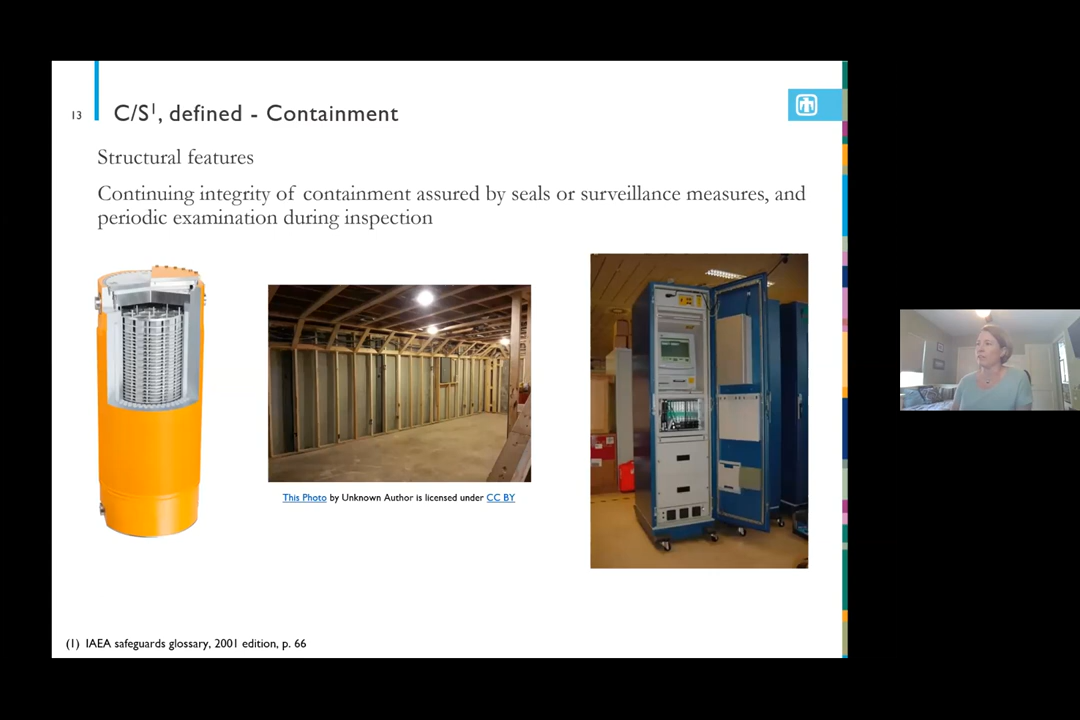 13
C/S¹, defined - Containment
Structural features
Continuing integrity of containment assured by seals or surveillance measures, and
periodic examination during inspection
This Photo by Unknown Author is licensed under CC BY
(1) IAEA safeguards glossary, 2001 edition, p. 66